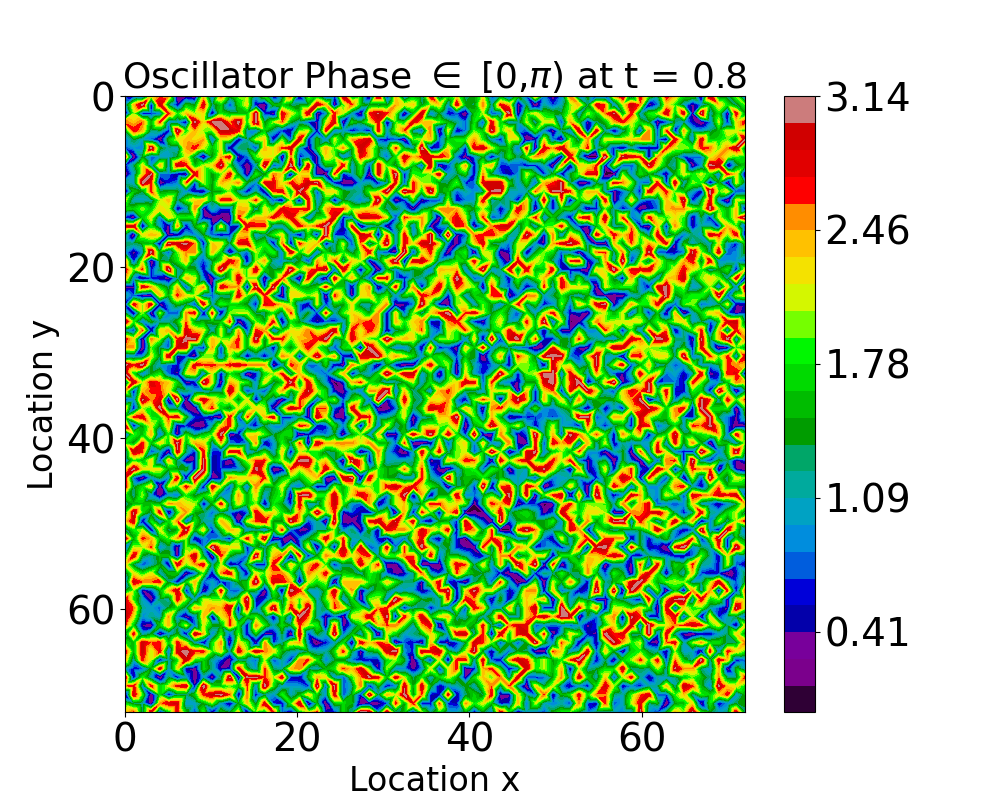 Oscillator Phase ∈ [0,π) at t = 0.8
0
20
40
60
Location y
0 20 40 60
Location x
3.14
2.46
1.78
1.09
0.41